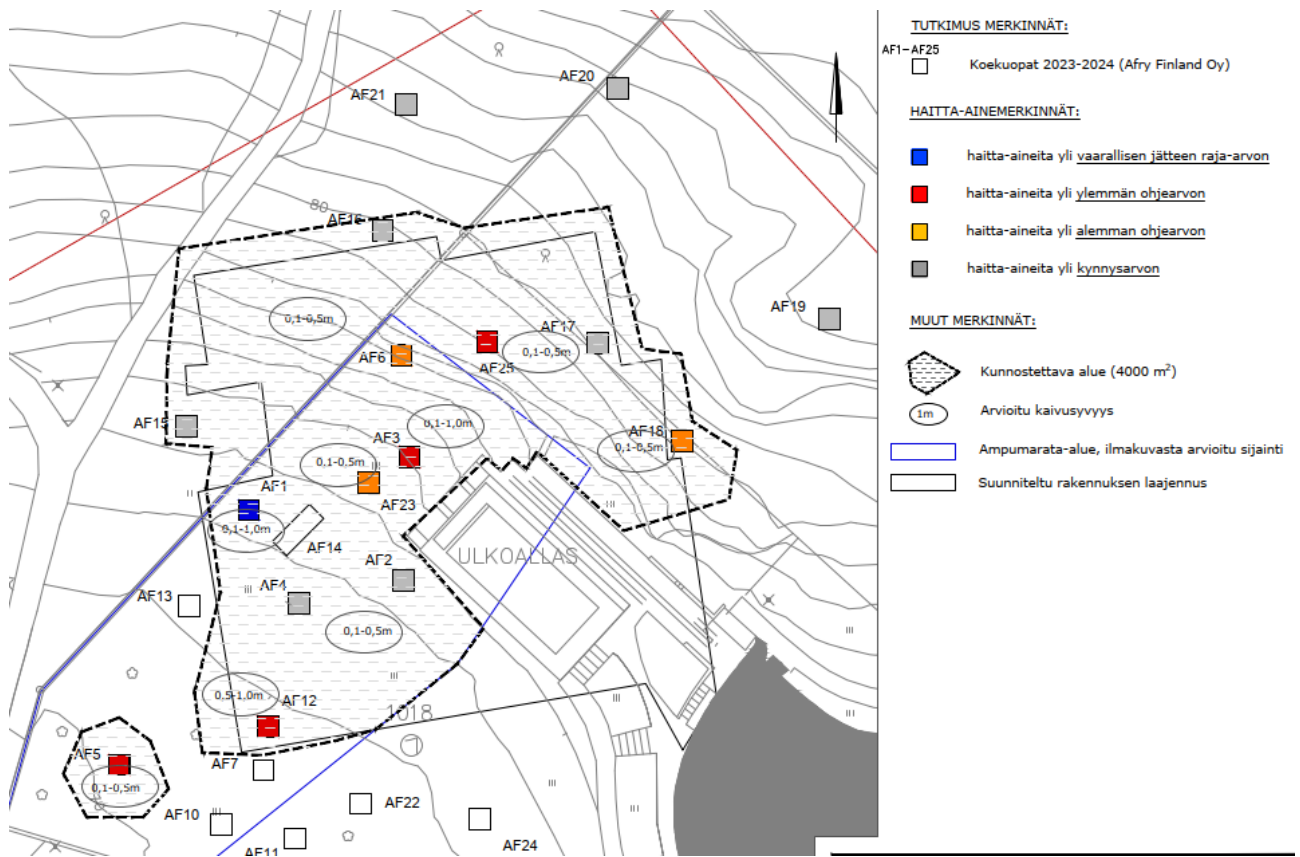 AF20
AF21
80
AF16
0,1-0,5m
AF19
AF17
AF6
AF25
0,1-0,5m
AF15
AF3
0,1-1,0m
AF18
0,1-0,5m
0,1-0,5m
AF1
AF23
0,1-1,0m
AF14
ULKOALLAS
AF2
AF4
AF13
0,1-0,5m
0,5-1,0m
AF12
1018
AF5
AF7
0,1-0,5m
AF10
AF22
AF24
AF11
TUTKIMUS MERKINNÄT:
AF1-AF25
Koekuopat 2023-2024 (Afry Finland Oy)
HAITTA-AINEMERKINNÄT:
haitta-aineita yli vaarallisen jätteen raja-arvon
haitta-aineita yli ylemmän ohjearvon
haitta-aineita yli alemman ohjearvon
haitta-aineita yli kynnysarvon
MUUT MERKINNÄT:
Kunnostettava alue (4000 m²)
1m Arvioitu kaivusyvyys
Ampumarata-alue, ilmakuvasta arvioitu sijainti
Suunniteltu rakennuksen laajennus